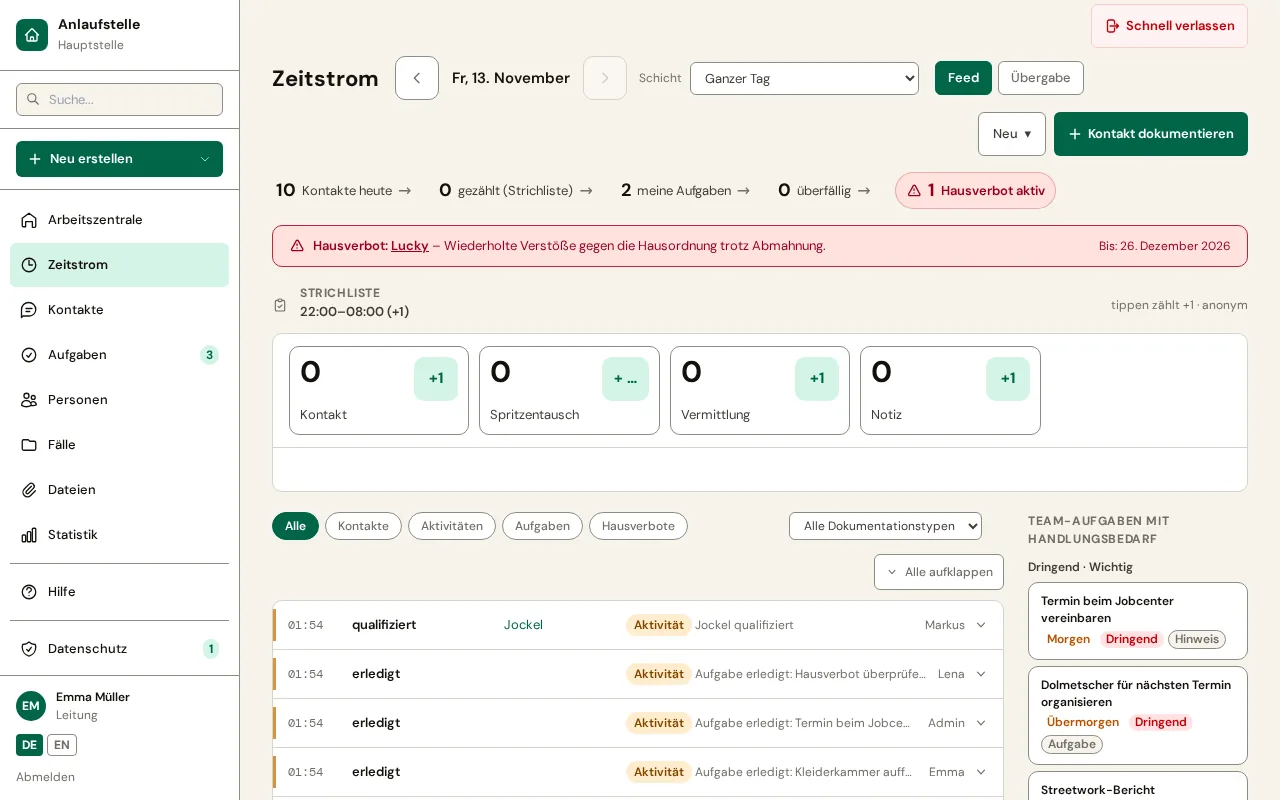 Anlaufstelle
Hauptstelle
Suche...
Neu erstellen
Arbeitszentrale
Zeitstrom
Kontakte
Aufgaben 3
Personen
Fälle
Dateien
Statistik
Hilfe
Datenschutz 1
EM Emma Müller
Leitung
DE EN
Abmelden
Schnell verlassen
Zeitstrom Fr, 13. November Schicht Ganzer Tag Feed Übergabe
Neu ▾ + Kontakt dokumentieren
10 Kontakte heute → 0 gezählt (Strichliste) → 2 meine Aufgaben → 0 überfällig → 1 Hausverbot aktiv
Hausverbot: Lucky – Wiederholte Verstöße gegen die Hausordnung trotz Abmahnung. Bis: 26. Dezember 2026
STRICHLISTE
22:00–08:00 (+1)
tippen zählt +1 · anonym
0 +1 0 + ... 0 +1 0 +1
Kontakt Spritzentausch Vermittlung Notiz
Alle Kontakte Aktivitäten Aufgaben Hausverbote Alle Dokumentationstypen
Alle aufklappen
01:54 qualifiziert Jockel Aktivität Jockel qualifiziert Markus
01:54 erledigt Aktivität Aufgabe erledigt: Hausverbot überprüfe… Lena
01:54 erledigt Aktivität Aufgabe erledigt: Termin beim Jobce… Admin
01:54 erledigt Aktivität Aufgabe erledigt: Kleiderkammer auff… Emma
TEAM-AUFGABEN MIT
HANDLUNGSBEDARF
Dringend · Wichtig
Termin beim Jobcenter
vereinbaren
Morgen Dringend Hinweis
Dolmetscher für nächsten Termin
organisieren
Übermorgen Dringend
Aufgabe
Streetwork-Bericht